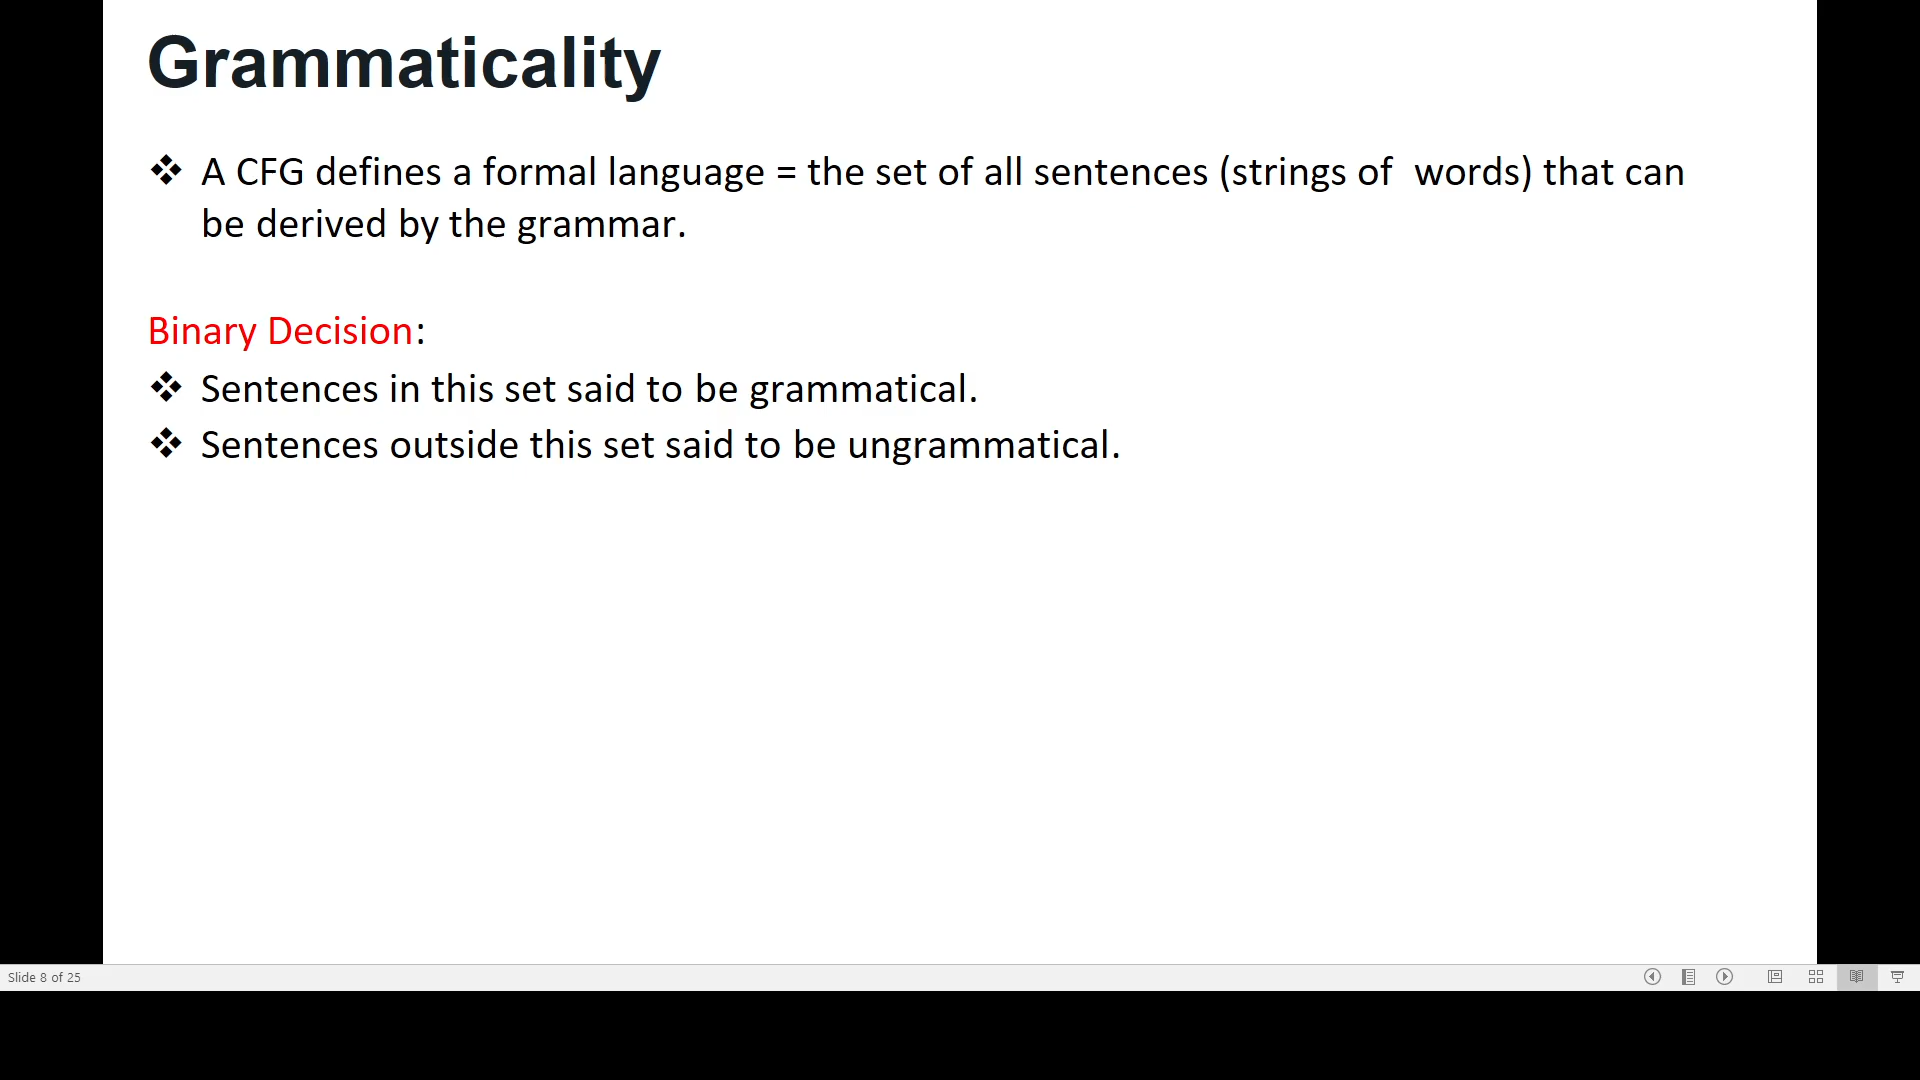 Grammaticality
❖ A CFG defines a formal language = the set of all sentences (strings of  words) that can
be derived by the grammar.
Binary Decision:
❖ Sentences in this set said to be grammatical.
❖ Sentences outside this set said to be ungrammatical.
Slide 8 of 25